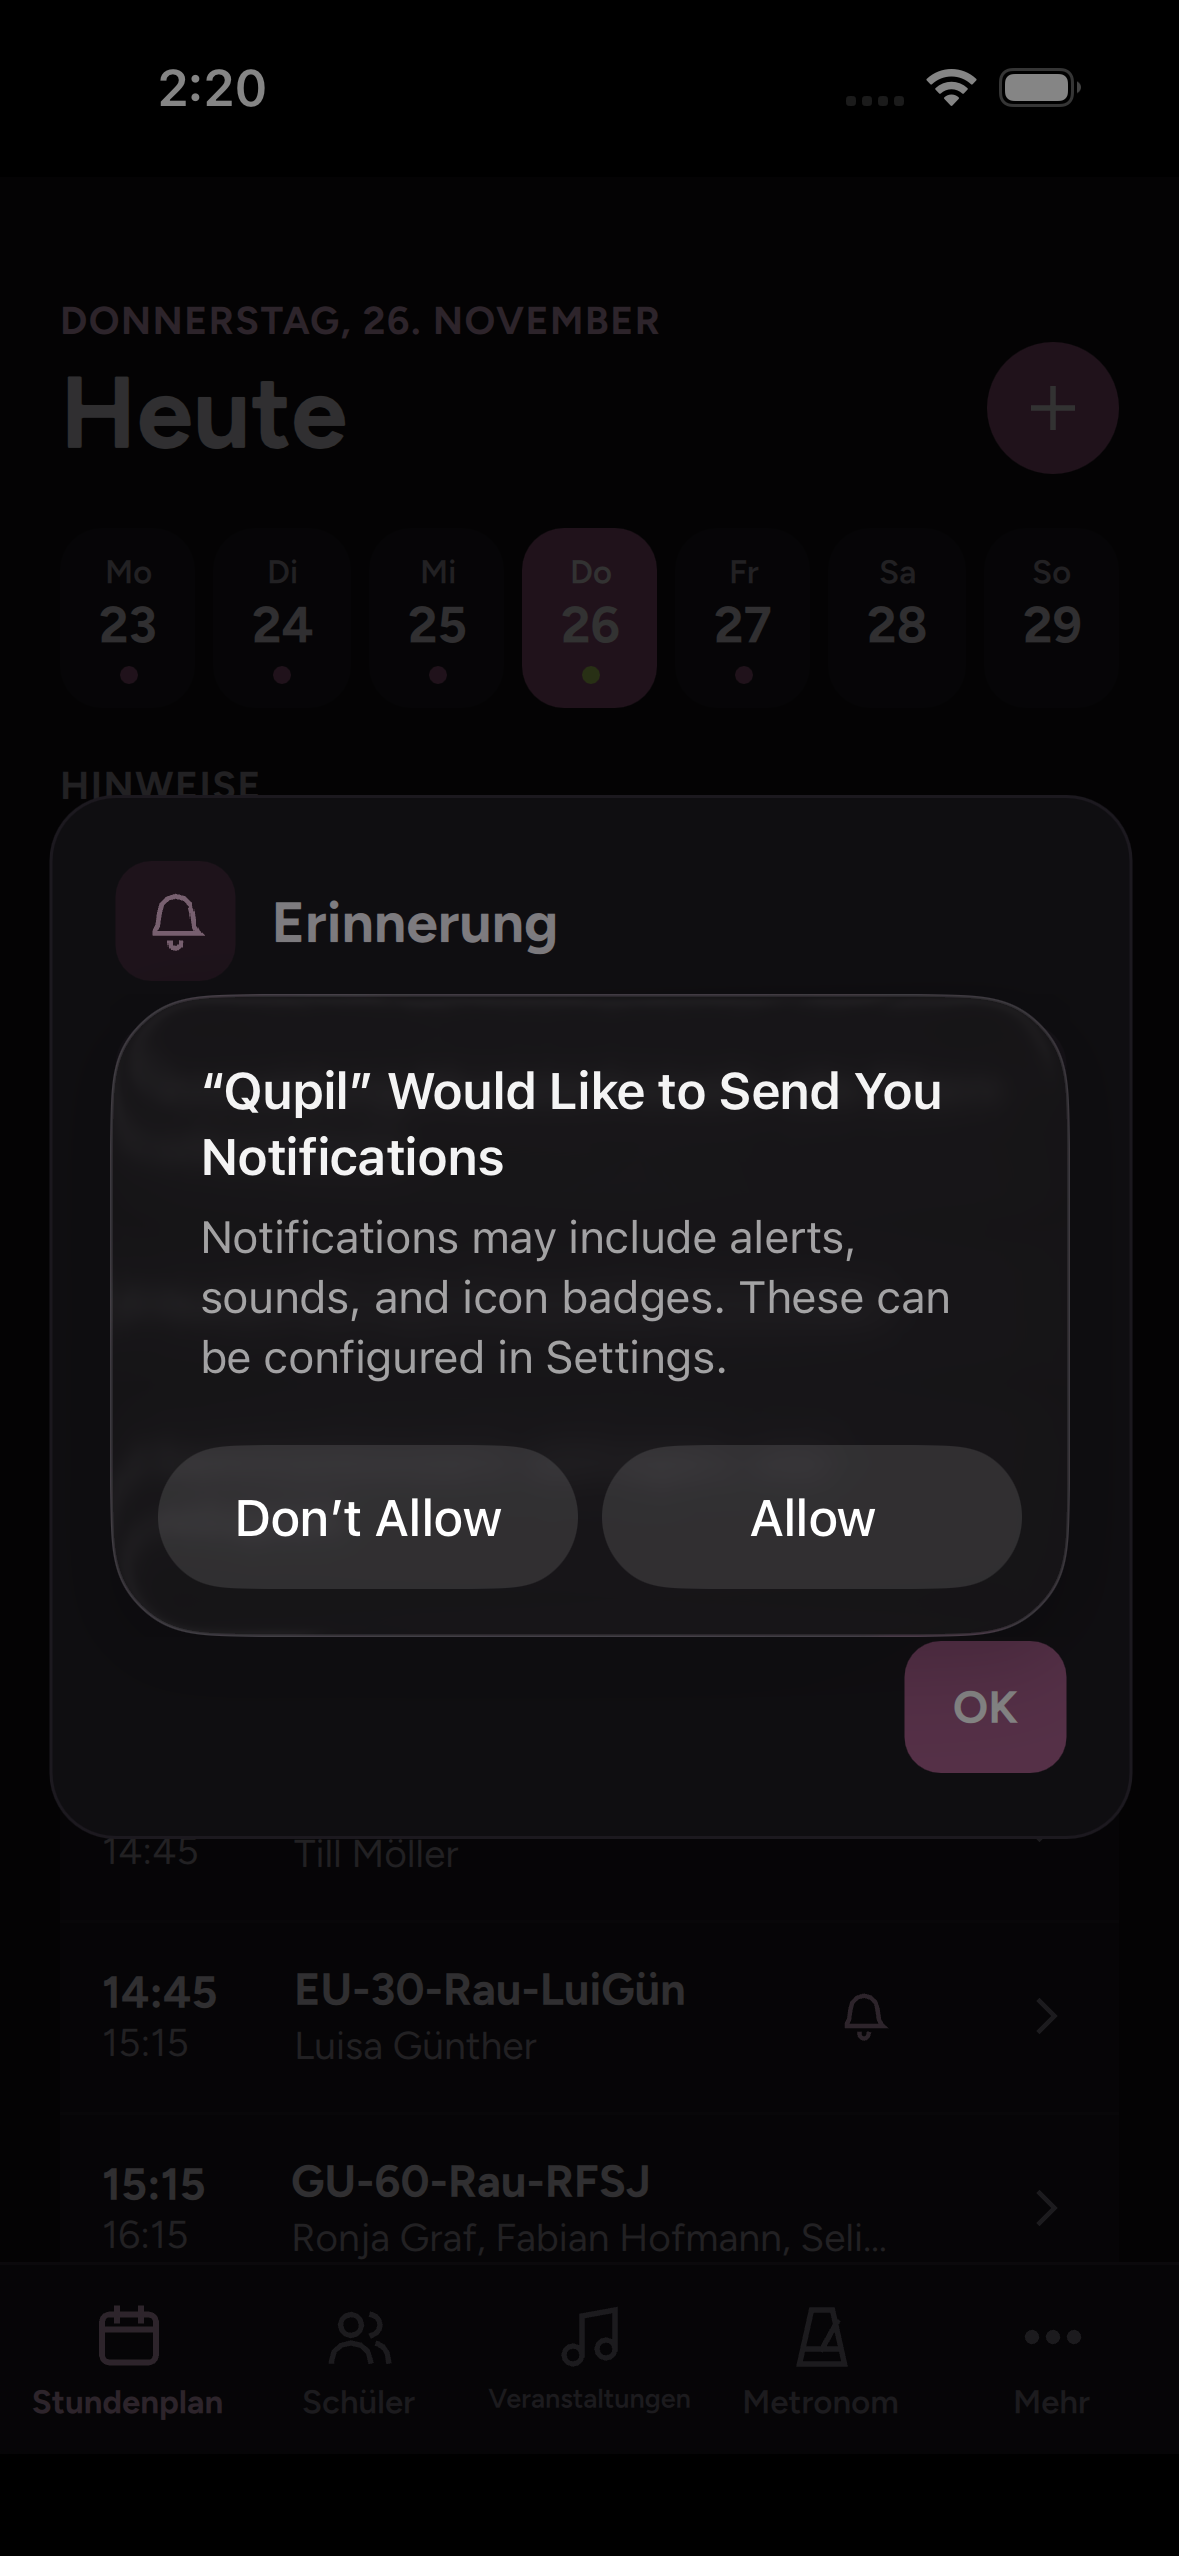 2:20
DONNERSTAG, 26. NOVEMBER
Heute
Mo Di Mi Do Fr Sa So
23 24 25 26 27 28 29
HINWEISE
Erinnerung
“Qupil” Would Like to Send You
Notifications
Notifications may include alerts,
sounds, and icon badges. These can
be configured in Settings.
Don’t Allow Allow
OK
14:45 Till Möller
14:45 EU-30-Rau-LuiGün
15:15 Luisa Günther
15:15 GU-60-Rau-RFSJ
16:15 Ronja Graf, Fabian Hofmann, Seli...
Stundenplan Schüler Veranstaltungen Metronom Mehr